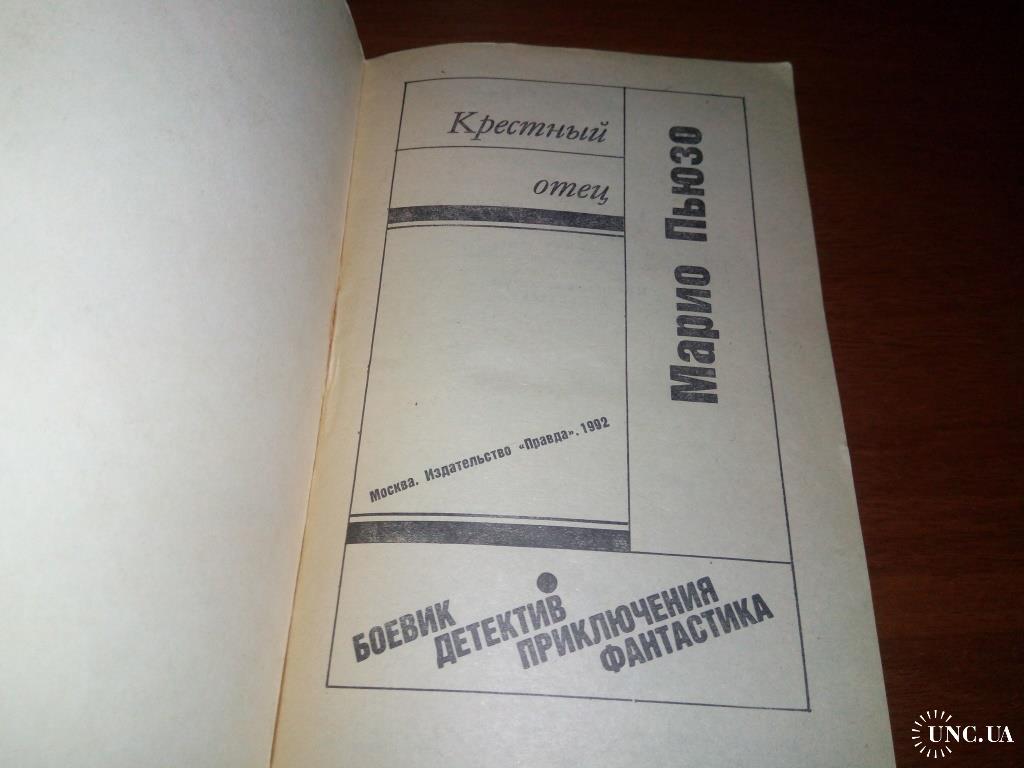 Крестный
отец
Марио Пьюзо
Москва. Издательство «Правда». 1992
БОЕВИК
ДЕТЕКТИВ
ПРИКЛЮЧЕНИЯ
ФАНТАСТИКА
UNC.UA